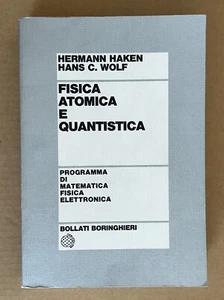 HERMANN HAKEN
HANS C. WOLF
FISICA
ATOMICA
E
QUANTISTICA
PROGRAMMA
DI
MATEMATICA
FISICA
ELETTRONICA
BOLLATI BORINGHIERI